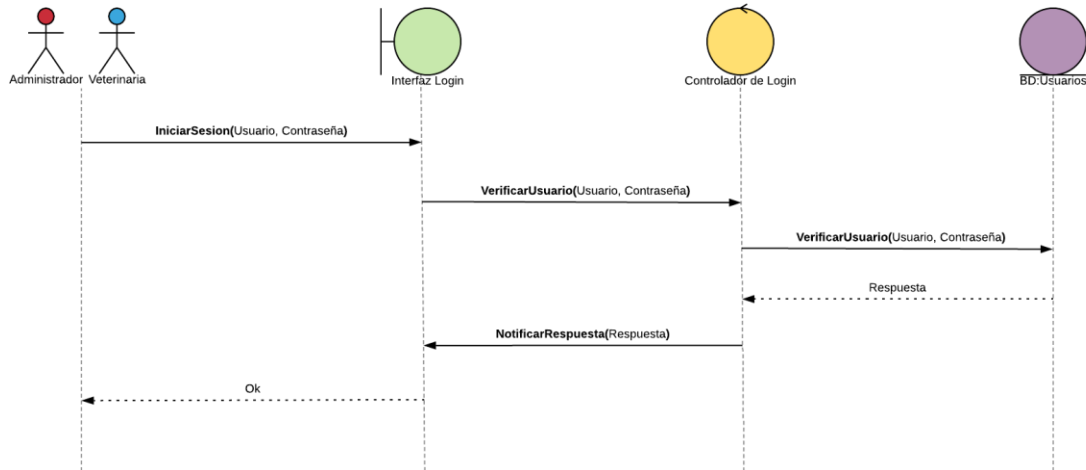 Administrador
Veterinaria
Interfaz Login
Controlador de Login
BD:Usuarios
IniciarSesion(Usuario, Contraseña)
VerificarUsuario(Usuario, Contraseña)
VerificarUsuario(Usuario, Contraseña)
Respuesta
NotificarRespuesta(Respuesta)
Ok